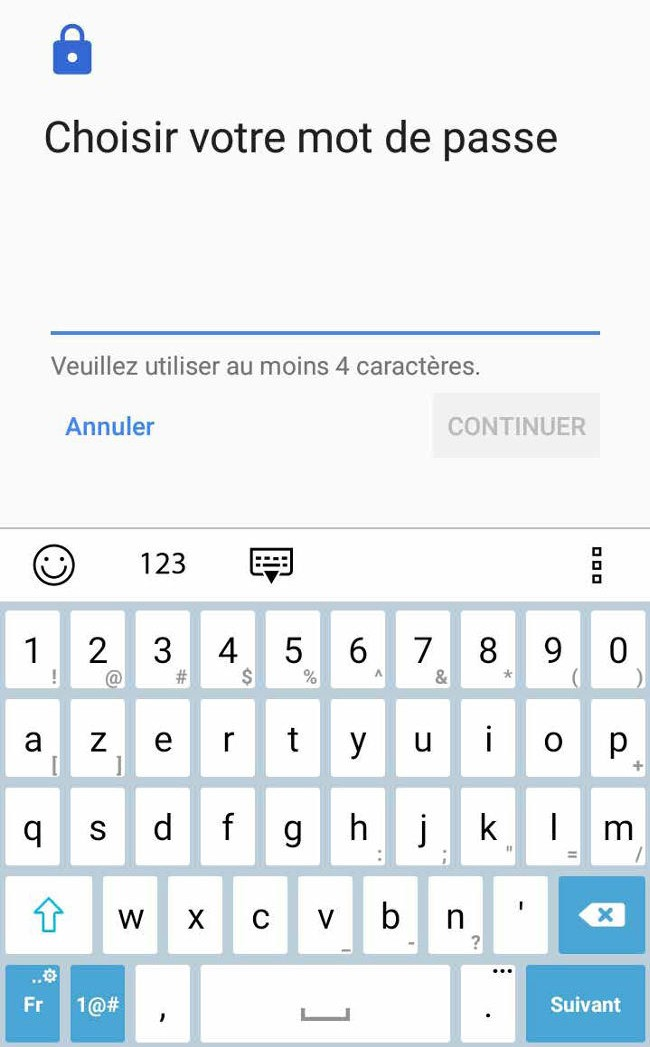 Choisir votre mot de passe
Veuillez utiliser au moins 4 caractères.
Annuler CONTINUER
123
1 ! 2 @ 3 # 4 $ 5 % 6 ^ 7 & 8 * 9 ( 0 )
a [ z ] e r t y u i o p +
q s d f g h : j ; k " l = m /
w x c v _ b - n ? '
Fr 1@# , . ... Suivant